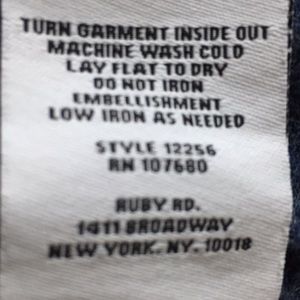 TURN GARMENT INSIDE OUT
MACHINE WASH COLD
LAY FLAT TO DRY
DO NOT IRON
EMBELLISHMENT
LOW IRON AS NEEDED
STYLE 12256
RN 107680
RUBY RD.
1411 BROADWAY
NEW YORK. NY. 10018